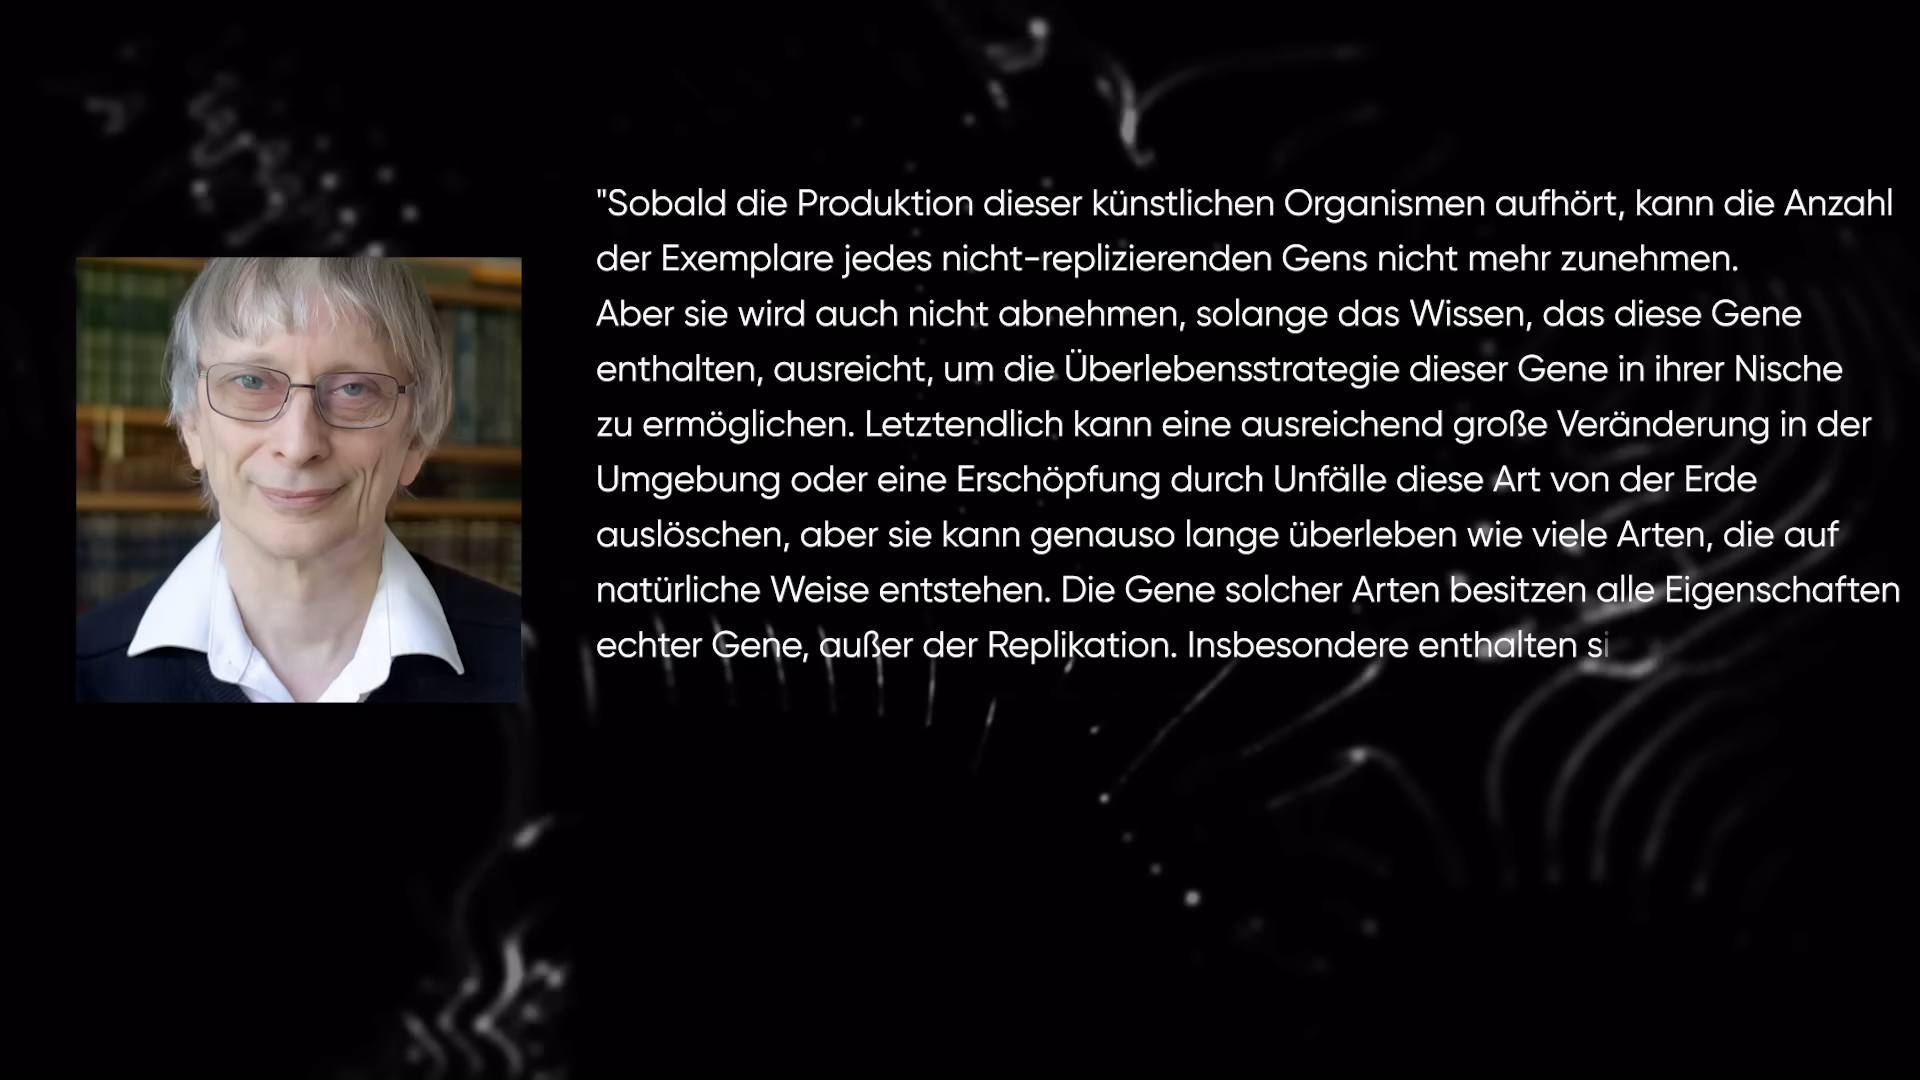 "Sobald die Produktion dieser künstlichen Organismen aufhört, kann die Anzahl
der Exemplare jedes nicht-replizierenden Gens nicht mehr zunehmen.
Aber sie wird auch nicht abnehmen, solange das Wissen, das diese Gene
enthalten, ausreicht, um die Überlebensstrategie dieser Gene in ihrer Nische
zu ermöglichen. Letztendlich kann eine ausreichend große Veränderung in der
Umgebung oder eine Erschöpfung durch Unfälle diese Art von der Erde
auslöschen, aber sie kann genauso lange überleben wie viele Arten, die auf
natürliche Weise entstehen. Die Gene solcher Arten besitzen alle Eigenschaften
echter Gene, außer der Replikation. Insbesondere enthalten si